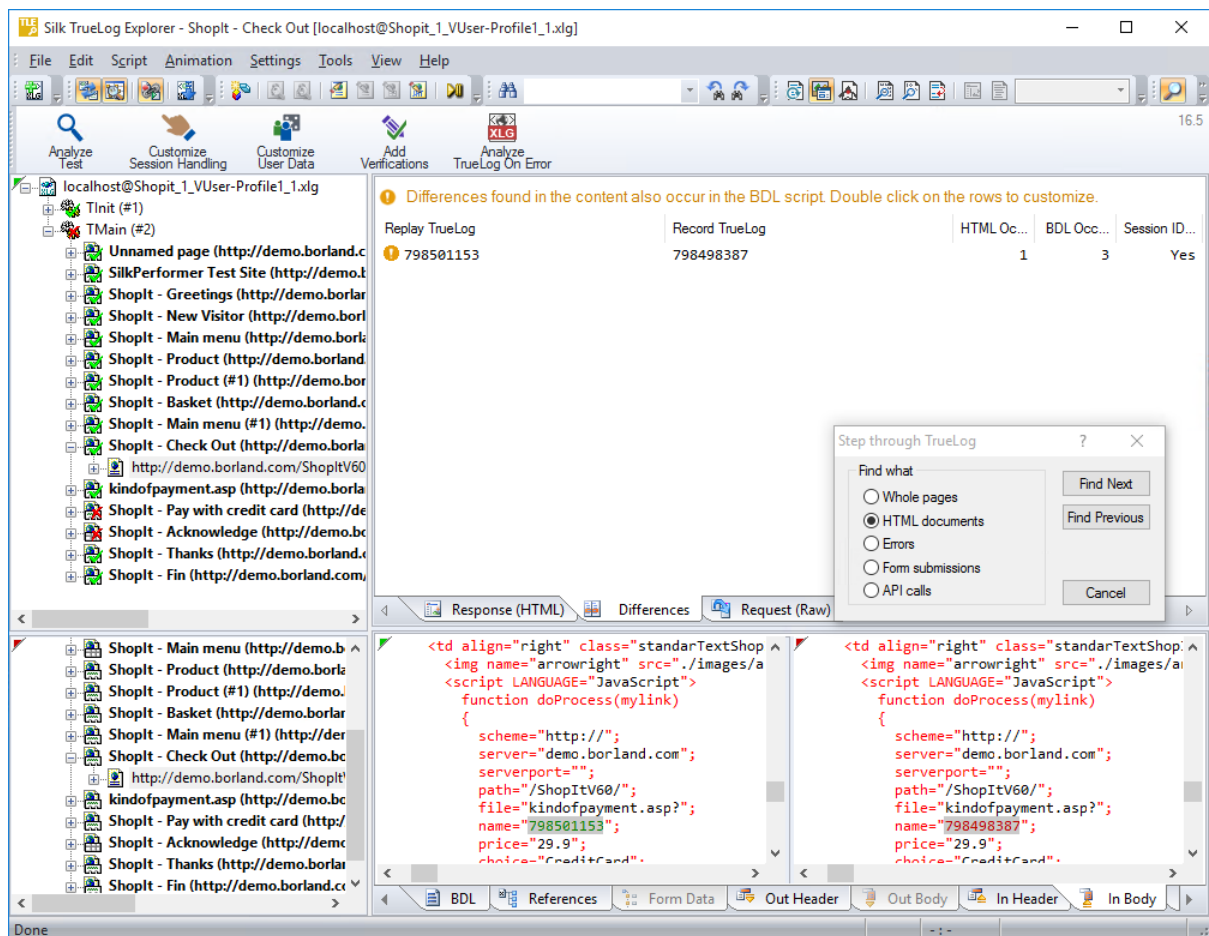 Silk TrueLog Explorer - ShopIt - Check Out [localhost@Shopit_1_VUser-Profile1_1.xlg]
File Edit Script Animation Settings Tools View Help
Analyze Test
Customize Session Handling
Customize User Data
Add Verifications
XLG
Analyze TrueLog On Error
16.5
localhost@Shopit_1_VUser-Profile1_1.xlg
TInit (#1)
TMain (#2)
Unnamed page (http://demo.borland.c
SilkPerformer Test Site (http://demo.b
ShopIt - Greetings (http://demo.borlar
ShopIt - New Visitor (http://demo.borl
ShopIt - Main menu (http://demo.borla
ShopIt - Product (http://demo.borland.
ShopIt - Product (#1) (http://demo.bor
ShopIt - Basket (http://demo.borland.c
ShopIt - Main menu (#1) (http://demo.
ShopIt - Check Out (http://demo.borla
http://demo.borland.com/ShopItV60
kindofpayment.asp (http://demo.borla
ShopIt - Pay with credit card (http://de
ShopIt - Acknowledge (http://demo.bo
ShopIt - Thanks (http://demo.borland.c
ShopIt - Fin (http://demo.borland.com/
Differences found in the content also occur in the BDL script. Double click on the rows to customize.
Replay TrueLog Record TrueLog HTML Oc... BDL Occ... Session ID...
798501153 798498387 1 3 Yes
Step through TrueLog ?
Find what
Whole pages
HTML documents
Errors
Form submissions
API calls
Find Next
Find Previous
Cancel
Response (HTML) Differences Request (Raw)
ShopIt - Main menu (http://demo.b
ShopIt - Product (http://demo.borla
ShopIt - Product (#1) (http://demo.
ShopIt - Basket (http://demo.borlar
ShopIt - Main menu (#1) (http://der
ShopIt - Check Out (http://demo.bc
http://demo.borland.com/ShopIt\
kindofpayment.asp (http://demo.bc
ShopIt - Pay with credit card (http:/
ShopIt - Acknowledge (http://demc
ShopIt - Thanks (http://demo.borlar
ShopIt - Fin (http://demo.borland.cc
<td align="right" class="standarTextShop
<img name="arrowright" src="./images/a
<script LANGUAGE="JavaScript">
function doProcess(mylink)
{
scheme="http://";
server="demo.borland.com";
serverport="";
path="/ShopItV60/";
file="kindofpayment.asp?";
name="798501153";
price="29.9";
choice="CreditCard";
<td align="right" class="standarTextShop
<img name="arrowright" src="./images/a
<script LANGUAGE="JavaScript">
function doProcess(mylink)
{
scheme="http://";
server="demo.borland.com";
serverport="";
path="/ShopItV60/";
file="kindofpayment.asp?";
name="798498387";
price="29.9";
choice="CreditCard";
BDL References Form Data Out Header Out Body In Header In Body
Done -:-